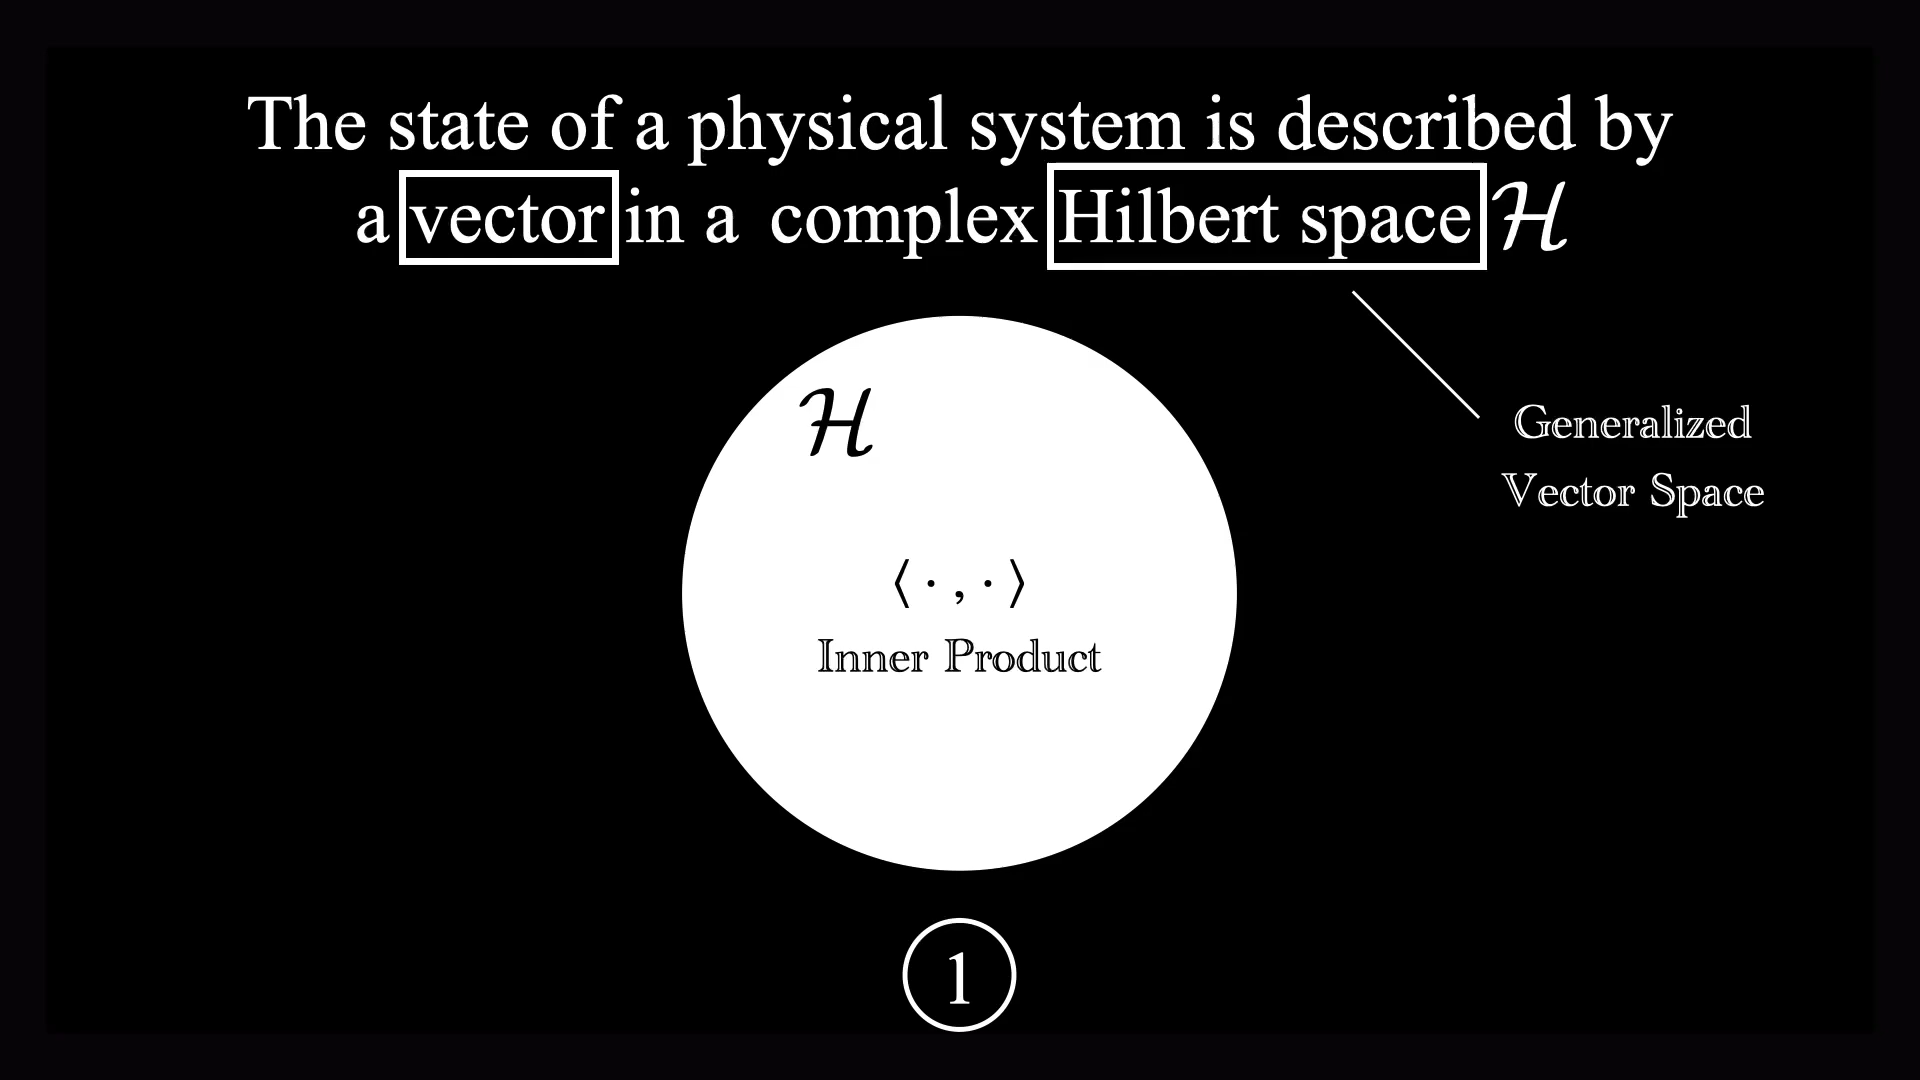 The state of a physical system is described by
a vector in a complex Hilbert space ℋ
ℋ
Generalized
Vector Space
⟨ · , · ⟩
Inner Product
1